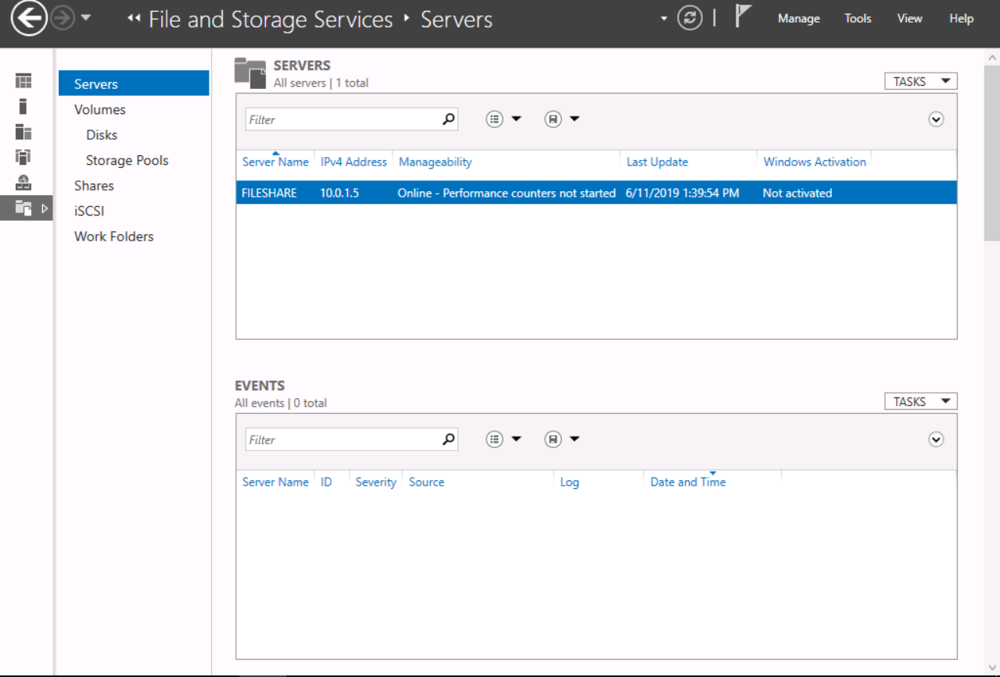 File and Storage Services Servers
Manage Tools View Help
Servers
Volumes
Disks
Storage Pools
Shares
iSCSI
Work Folders
SERVERS
All servers | 1 total
TASKS
Filter
Server Name IPv4 Address Manageability Last Update Windows Activation
FILESHARE 10.0.1.5 Online - Performance counters not started 6/11/2019 1:39:54 PM Not activated
EVENTS
All events | 0 total
TASKS
Filter
Server Name ID Severity Source Log Date and Time